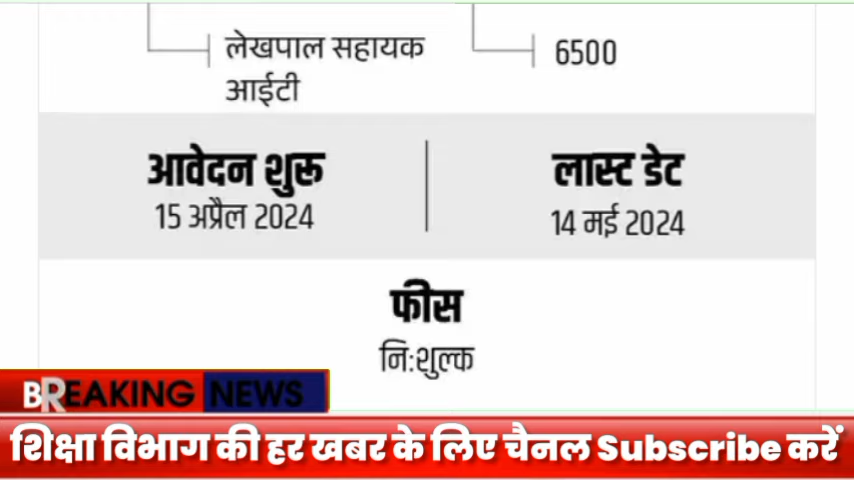 लेखपाल सहायक
आईटी
6500
आवेदन शुरू
15 अप्रैल 2024
लास्ट डेट
14 मई 2024
फीस
नि:शुल्क
BREAKING NEWS
शिक्षा विभाग की हर खबर के लिए चैनल Subscribe करें